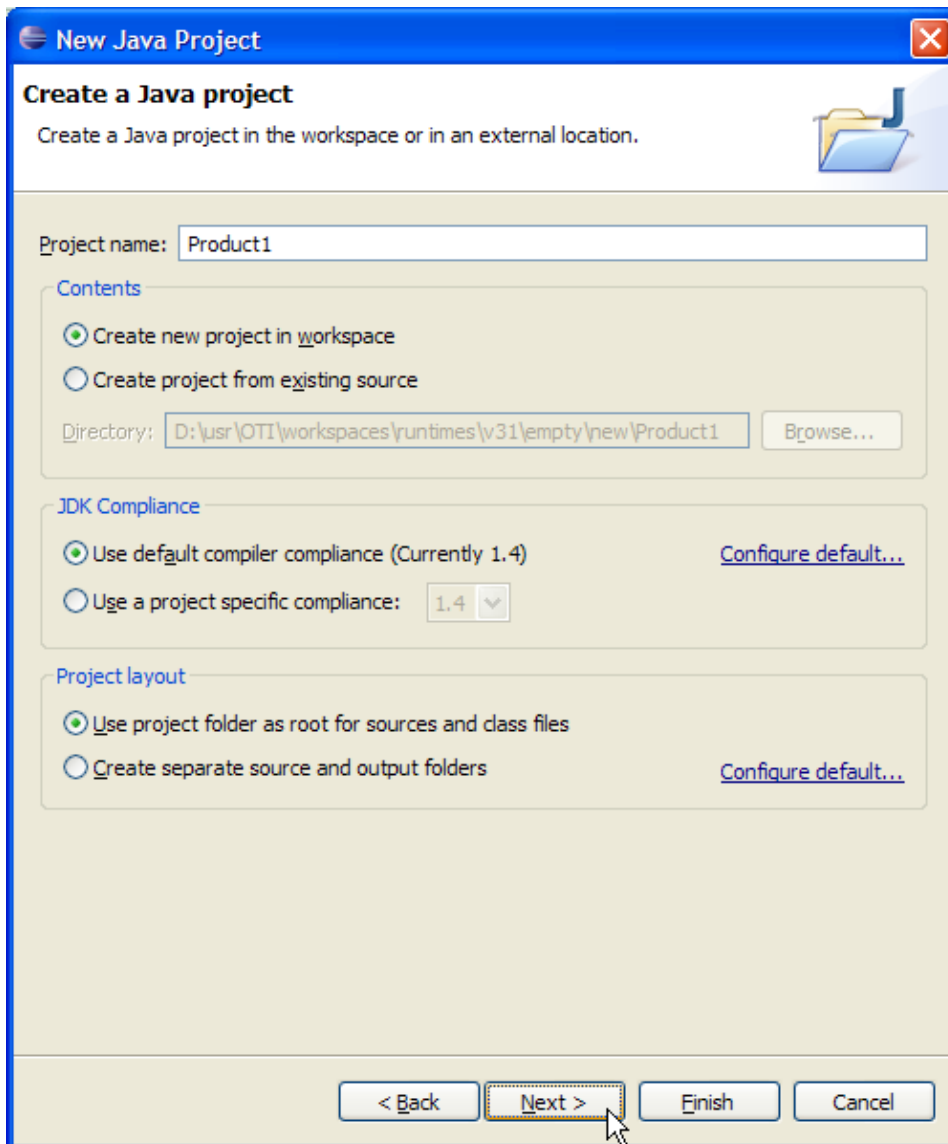 New Java Project
Create a Java project
Create a Java project in the workspace or in an external location.
Project name: Product1
Contents
Create new project in workspace
Create project from existing source
Directory: D:\usr\OTI\workspaces\runtimes\v31\empty\new\Product1 Browse...
JDK Compliance
Use default compiler compliance (Currently 1.4) Configure default...
Use a project specific compliance: 1.4
Project layout
Use project folder as root for sources and class files
Create separate source and output folders Configure default...
< Back Next > Finish Cancel